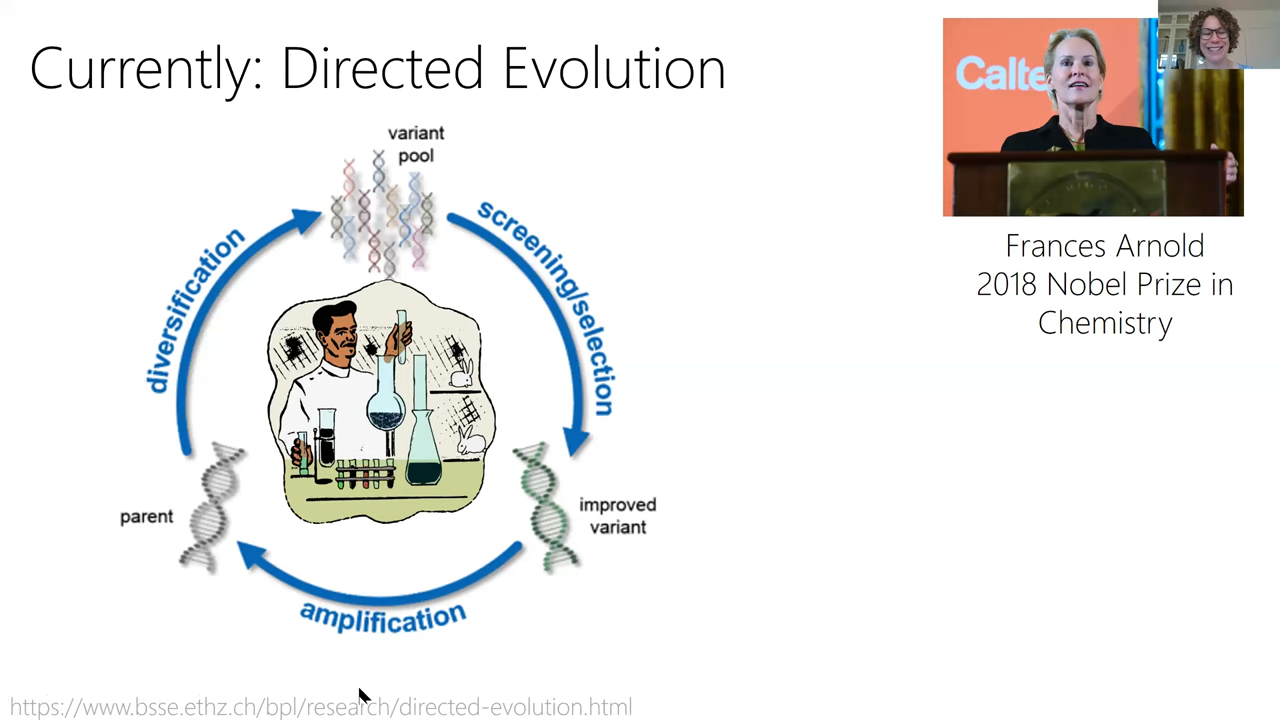 Currently: Directed Evolution
Calte
variant
pool
diversification
screening/selection
parent
improved
variant
amplification
Frances Arnold
2018 Nobel Prize in
Chemistry
https://www.bsse.ethz.ch/bpl/research/directed-evolution.html